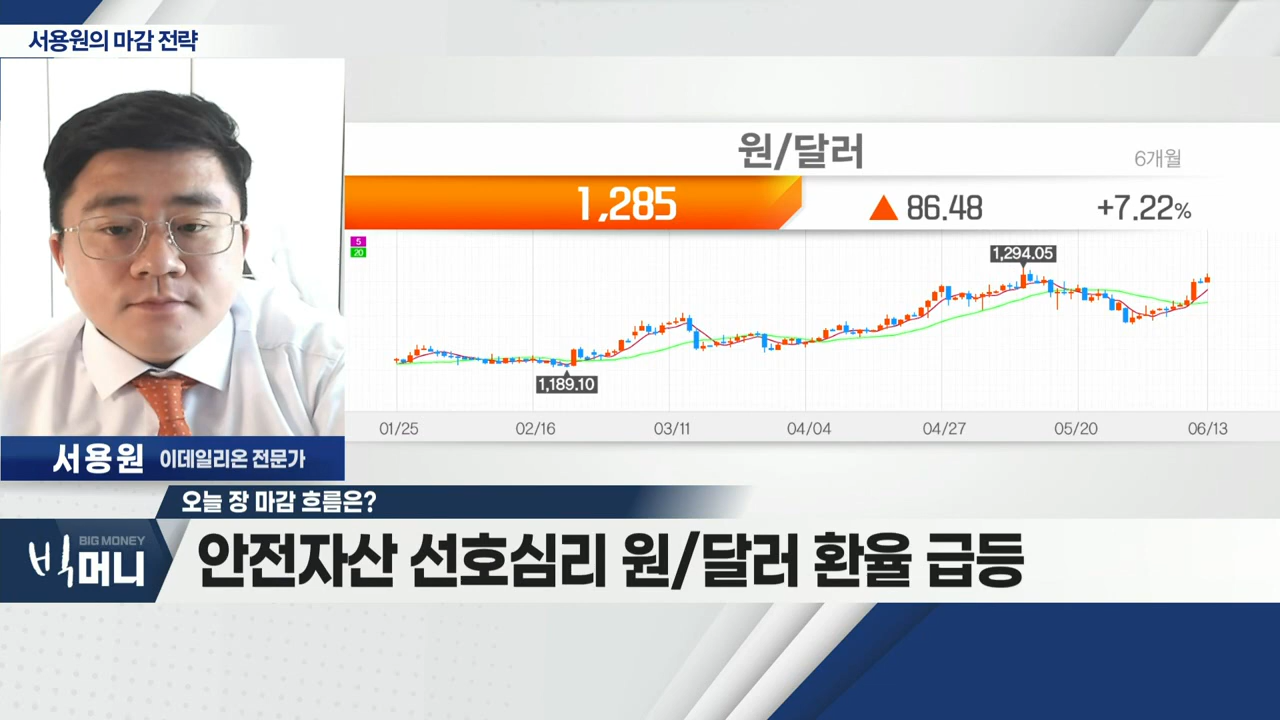 서용원의 마감 전략
원/달러
6개월
1,285 ▲ 86.48 +7.22%
5
20
1,294.05
1,189.10
01/25 02/16 03/11 04/04 04/27 05/20 06/13
서용원 이데일리온 전문가
오늘 장 마감 흐름은?
BIG MONEY
빅머니
안전자산 선호심리 원/달러 환율 급등